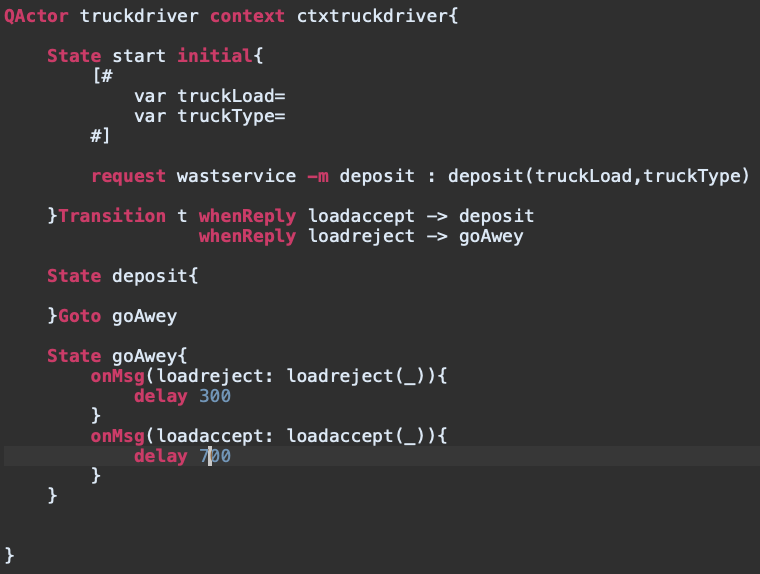 QActor truckdriver context ctxtruckdriver{
State start initial{
[#
var truckLoad=
var truckType=
#]
request wastservice -m deposit : deposit(truckLoad,truckType)
}Transition t whenReply loadaccept -> deposit
whenReply loadreject -> goAwey
State deposit{
}Goto goAwey
State goAwey{
onMsg(loadreject: loadreject(_)){
delay 300
}
onMsg(loadaccept: loadaccept(_)){
delay 700
}
}
}